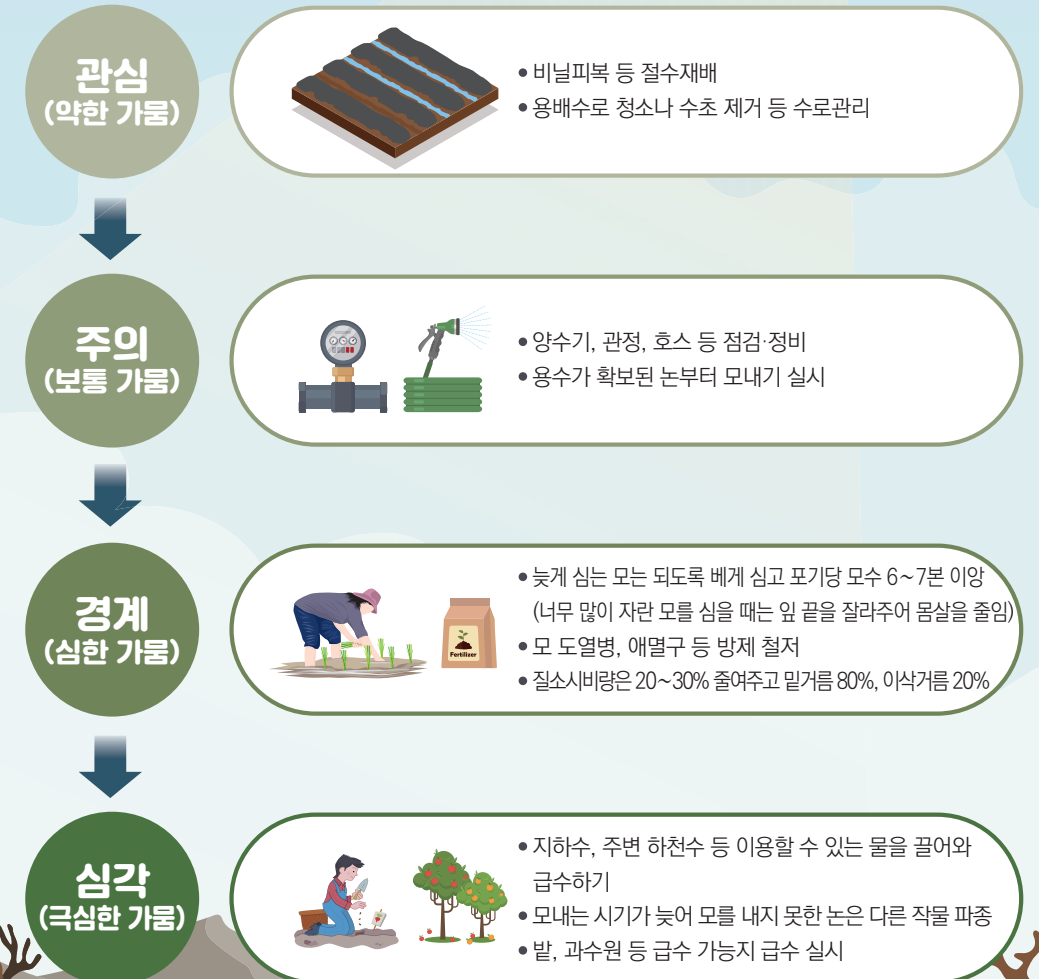 관심
(약한 가뭄)
• 비닐피복 등 절수재배
• 용배수로 청소나 수초 제거 등 수로관리
주의
(보통 가뭄)
• 양수기, 관정, 호스 등 점검·정비
• 용수가 확보된 논부터 모내기 실시
경계
(심한 가뭄)
Fertilizer
• 늦게 심는 모는 되도록 베게 심고 포기당 모수 6~7본 이앙
(너무 많이 자란 모를 심을 때는 잎 끝을 잘라주어 몸살을 줄임)
• 모 도열병, 애멸구 등 방제 철저
• 질소시비량은 20~30% 줄여주고 밑거름 80%, 이삭거름 20%
심각
(극심한 가뭄)
• 지하수, 주변 하천수 등 이용할 수 있는 물을 끌어와
급수하기
• 모내는 시기가 늦어 모를 내지 못한 논은 다른 작물 파종
• 밭, 과수원 등 급수 가능지 급수 실시